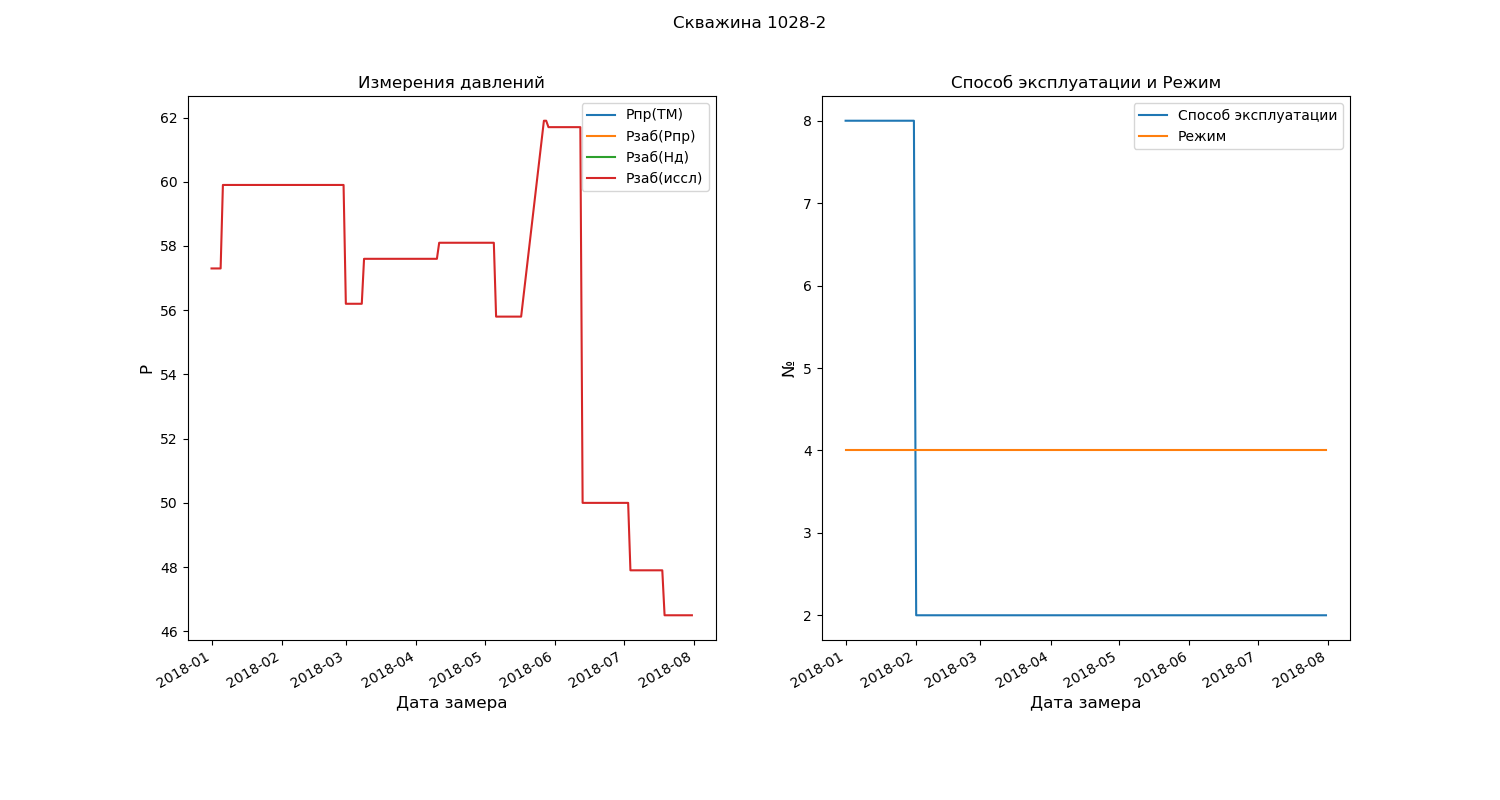 Скважина 1028-2
Измерения давлений
62
60
58
56
54
52
50
48
46
P
Рпр(ТМ)
Рзаб(Рпр)
Рзаб(Нд)
Рзаб(иссл)
2018-01
2018-02
2018-03
2018-04
2018-05
2018-06
2018-07
2018-08
Дата замера
Способ эксплуатации и Режим
8
7
6
5
4
3
2
№
Способ эксплуатации
Режим
2018-01
2018-02
2018-03
2018-04
2018-05
2018-06
2018-07
2018-08
Дата замера